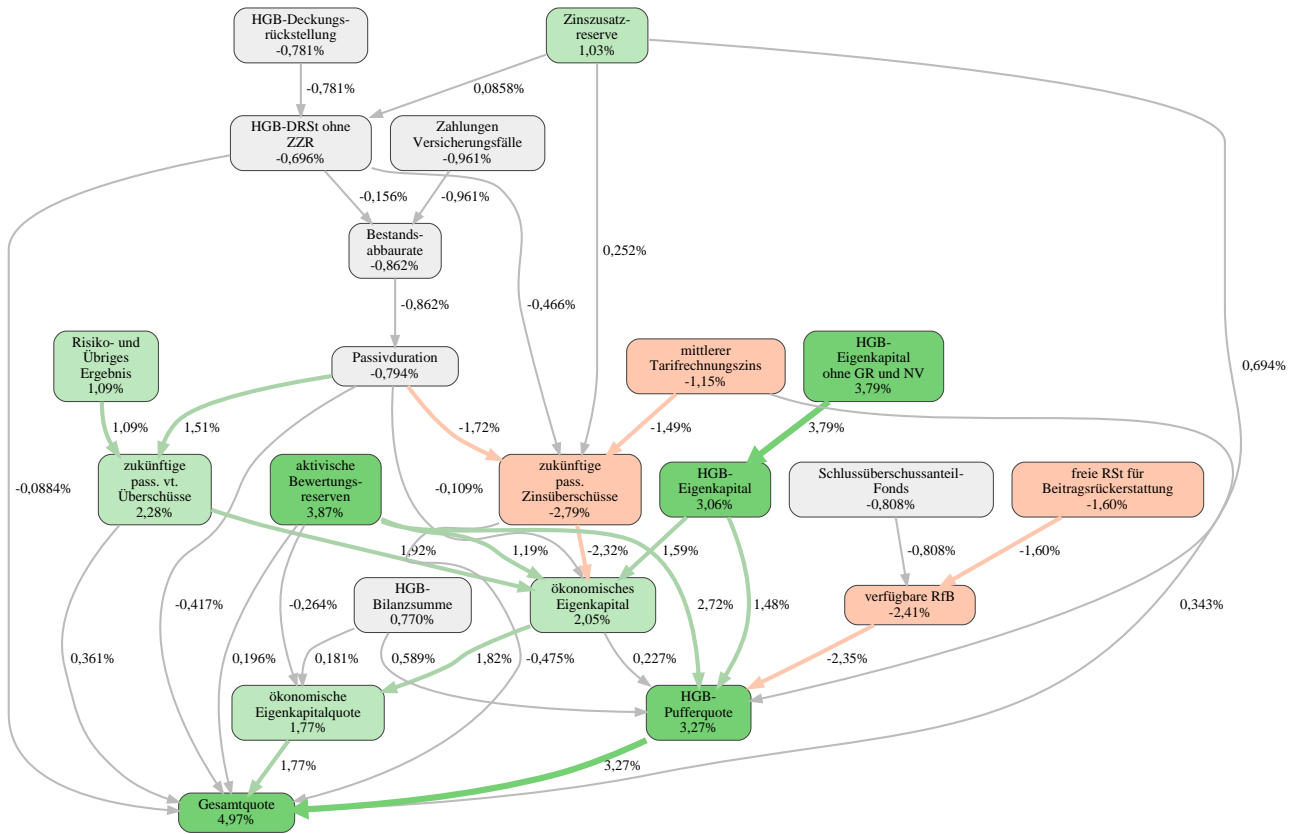 HGB-Deckungs-
rückstellung
-0,781%
Zinszusatz-
reserve
1,03%
-0,781%
0,0858%
HGB-DRSt ohne
ZZR
-0,696%
Zahlungen
Versicherungsfälle
-0,961%
-0,156%
-0,961%
Bestands-
abbaurate
-0,862%
0,252%
-0,862%
-0,466%
Risiko- und
Übriges
Ergebnis
1,09%
Passivduration
-0,794%
mittlerer
Tarifrechnungszins
-1,15%
HGB-
Eigenkapital
ohne GR und NV
3,79%
0,694%
1,09%
1,51%
-1,72%
-1,49%
3,79%
zukünftige
pass. vt.
Überschüsse
2,28%
aktivische
Bewertungs-
reserven
3,87%
-0,0884%
-0,109%
zukünftige
pass.
Zinsüberschüsse
-2,79%
HGB-
Eigenkapital
3,06%
Schlussüberschussanteil-
Fonds
-0,808%
freie RSt für
Beitragsrückerstattung
-1,60%
1,92%
1,19%
-2,32%
1,59%
-0,808%
-1,60%
HGB-
Bilanzsumme
0,770%
ökonomisches
Eigenkapital
2,05%
verfügbare RfB
-2,41%
-0,417%
-0,264%
2,72%
1,48%
0,343%
0,361%
0,196%
0,181%
0,589%
1,82%
-0,475%
0,227%
-2,35%
ökonomische
Eigenkapitalquote
1,77%
HGB-
Pufferquote
3,27%
1,77%
3,27%
Gesamtquote
4,97%